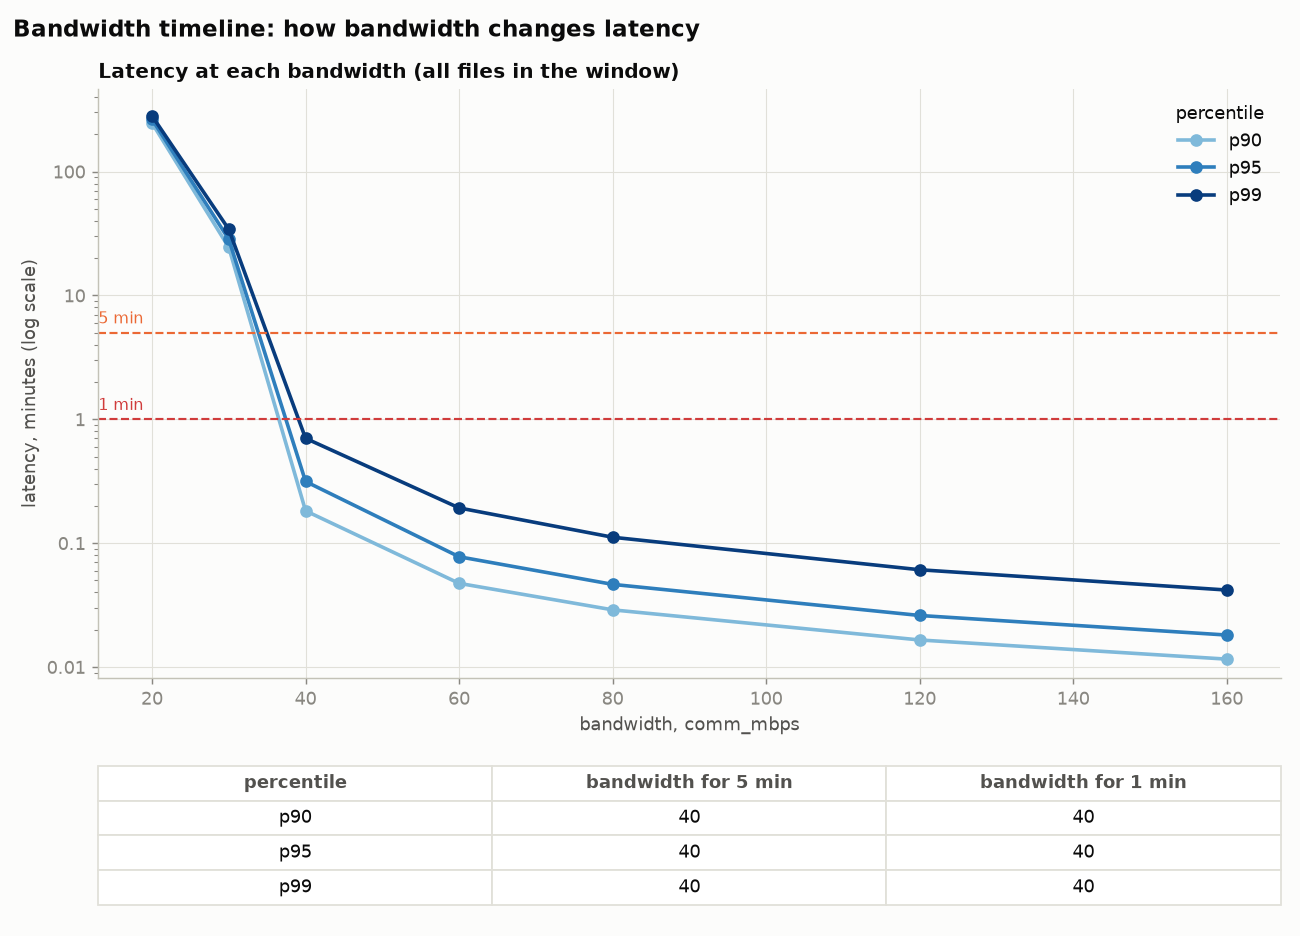 Bandwidth timeline: how bandwidth changes latency
Latency at each bandwidth (all files in the window)
percentile
p90
p95
p99
latency, minutes (log scale)
100
10
1
0.1
0.01
5 min
1 min
20 40 60 80 100 120 140 160
bandwidth, comm_mbps
percentile bandwidth for 5 min bandwidth for 1 min
p90 40 40
p95 40 40
p99 40 40